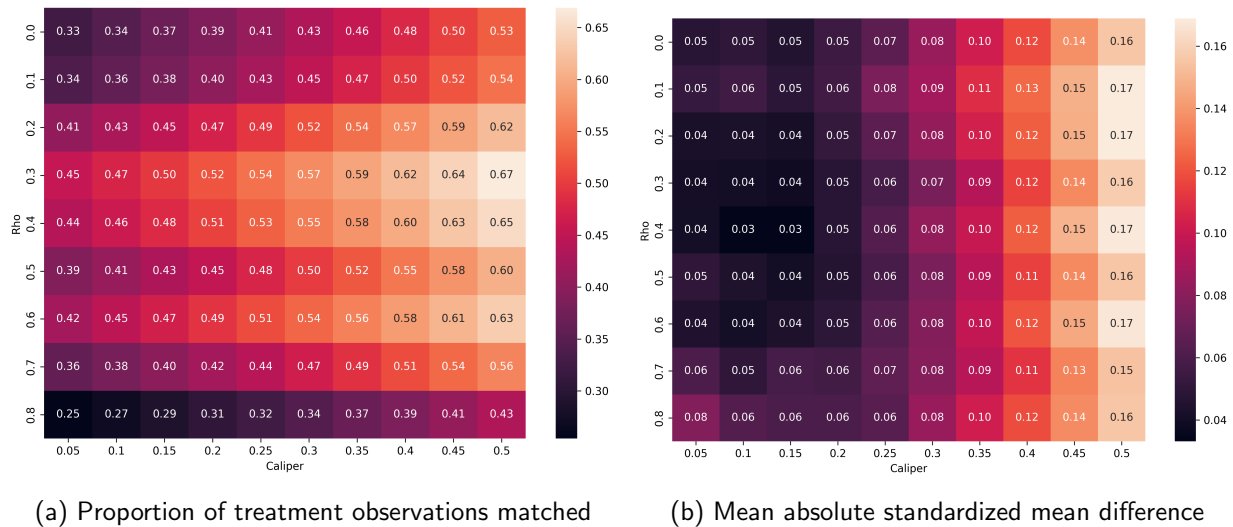 0.0 0.33 0.34 0.37 0.39 0.41 0.43 0.46 0.48 0.50 0.53
0.1 0.34 0.36 0.38 0.40 0.43 0.45 0.47 0.50 0.52 0.54
0.2 0.41 0.43 0.45 0.47 0.49 0.52 0.54 0.57 0.59 0.62
0.3 0.45 0.47 0.50 0.52 0.54 0.57 0.59 0.62 0.64 0.67
0.4 0.44 0.46 0.48 0.51 0.53 0.55 0.58 0.60 0.63 0.65
0.5 0.39 0.41 0.43 0.45 0.48 0.50 0.52 0.55 0.58 0.60
0.6 0.42 0.45 0.47 0.49 0.51 0.54 0.56 0.58 0.61 0.63
0.7 0.36 0.38 0.40 0.42 0.44 0.47 0.49 0.51 0.54 0.56
0.8 0.25 0.27 0.29 0.31 0.32 0.34 0.37 0.39 0.41 0.43
Rho
0.05 0.1 0.15 0.2 0.25 0.3 0.35 0.4 0.45 0.5
Caliper
0.65
0.60
0.55
0.50
0.45
0.40
0.35
0.30
(a) Proportion of treatment observations matched
0.0 0.05 0.05 0.05 0.05 0.07 0.08 0.10 0.12 0.14 0.16
0.1 0.05 0.06 0.05 0.06 0.08 0.09 0.11 0.13 0.15 0.17
0.2 0.04 0.04 0.04 0.05 0.07 0.08 0.10 0.12 0.15 0.17
0.3 0.04 0.04 0.04 0.05 0.06 0.07 0.09 0.12 0.14 0.16
0.4 0.04 0.03 0.03 0.05 0.06 0.08 0.10 0.12 0.15 0.17
0.5 0.05 0.04 0.04 0.05 0.06 0.08 0.09 0.11 0.14 0.16
0.6 0.04 0.04 0.04 0.05 0.06 0.08 0.10 0.12 0.15 0.17
0.7 0.06 0.05 0.06 0.06 0.07 0.08 0.09 0.11 0.13 0.15
0.8 0.08 0.06 0.06 0.06 0.06 0.08 0.10 0.12 0.14 0.16
Rho
0.05 0.1 0.15 0.2 0.25 0.3 0.35 0.4 0.45 0.5
Caliper
0.16
0.14
0.12
0.10
0.08
0.06
0.04
(b) Mean absolute standardized mean difference